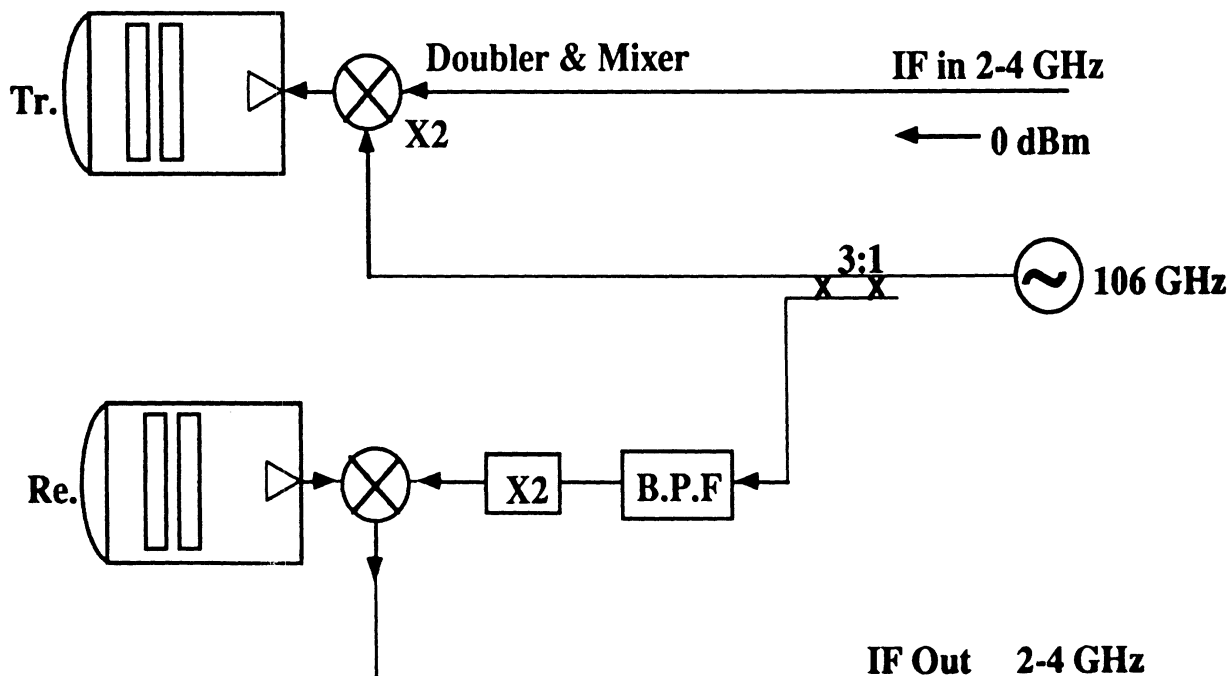 Doubler & Mixer
IF in 2-4 GHz
Tr.
X2
0 dBm
3:1
106 GHz
Re.
X2
B.P.F
IF Out 2-4 GHz